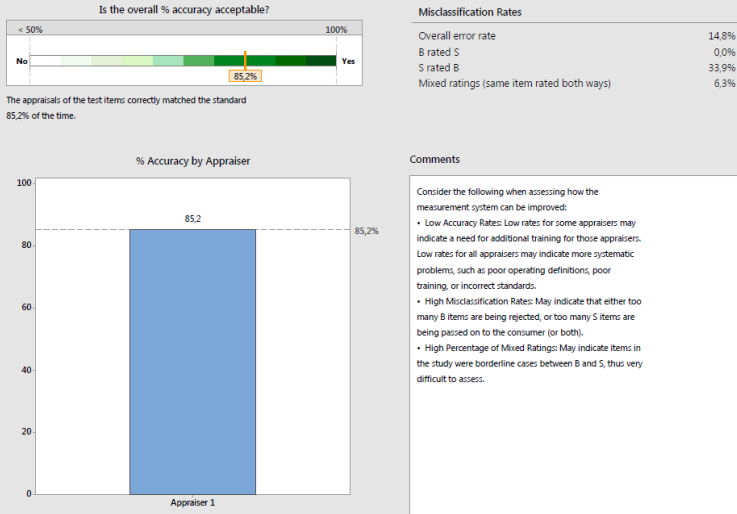 Is the overall % accuracy acceptable?
< 50%
100%
No
Yes
85,2%
The appraisals of the test items correctly matched the standard
85,2% of the time.
Misclassification Rates
Overall error rate 14,8%
B rated S 0,0%
S rated B 33,9%
Mixed ratings (same item rated both ways) 6,3%
% Accuracy by Appraiser
100
80
60
40
20
0
85,2
85,2%
Appraiser 1
Comments
Consider the following when assessing how the
measurement system can be improved:
• Low Accuracy Rates: Low rates for some appraisers may
indicate a need for additional training for those appraisers.
Low rates for all appraisers may indicate more systematic
problems, such as poor operating definitions, poor
training, or incorrect standards.
• High Misclassification Rates: May indicate that either too
many B items are being rejected, or too many S items are
being passed on to the consumer (or both).
• High Percentage of Mixed Ratings: May indicate items in
the study were borderline cases between B and S, thus very
difficult to assess.